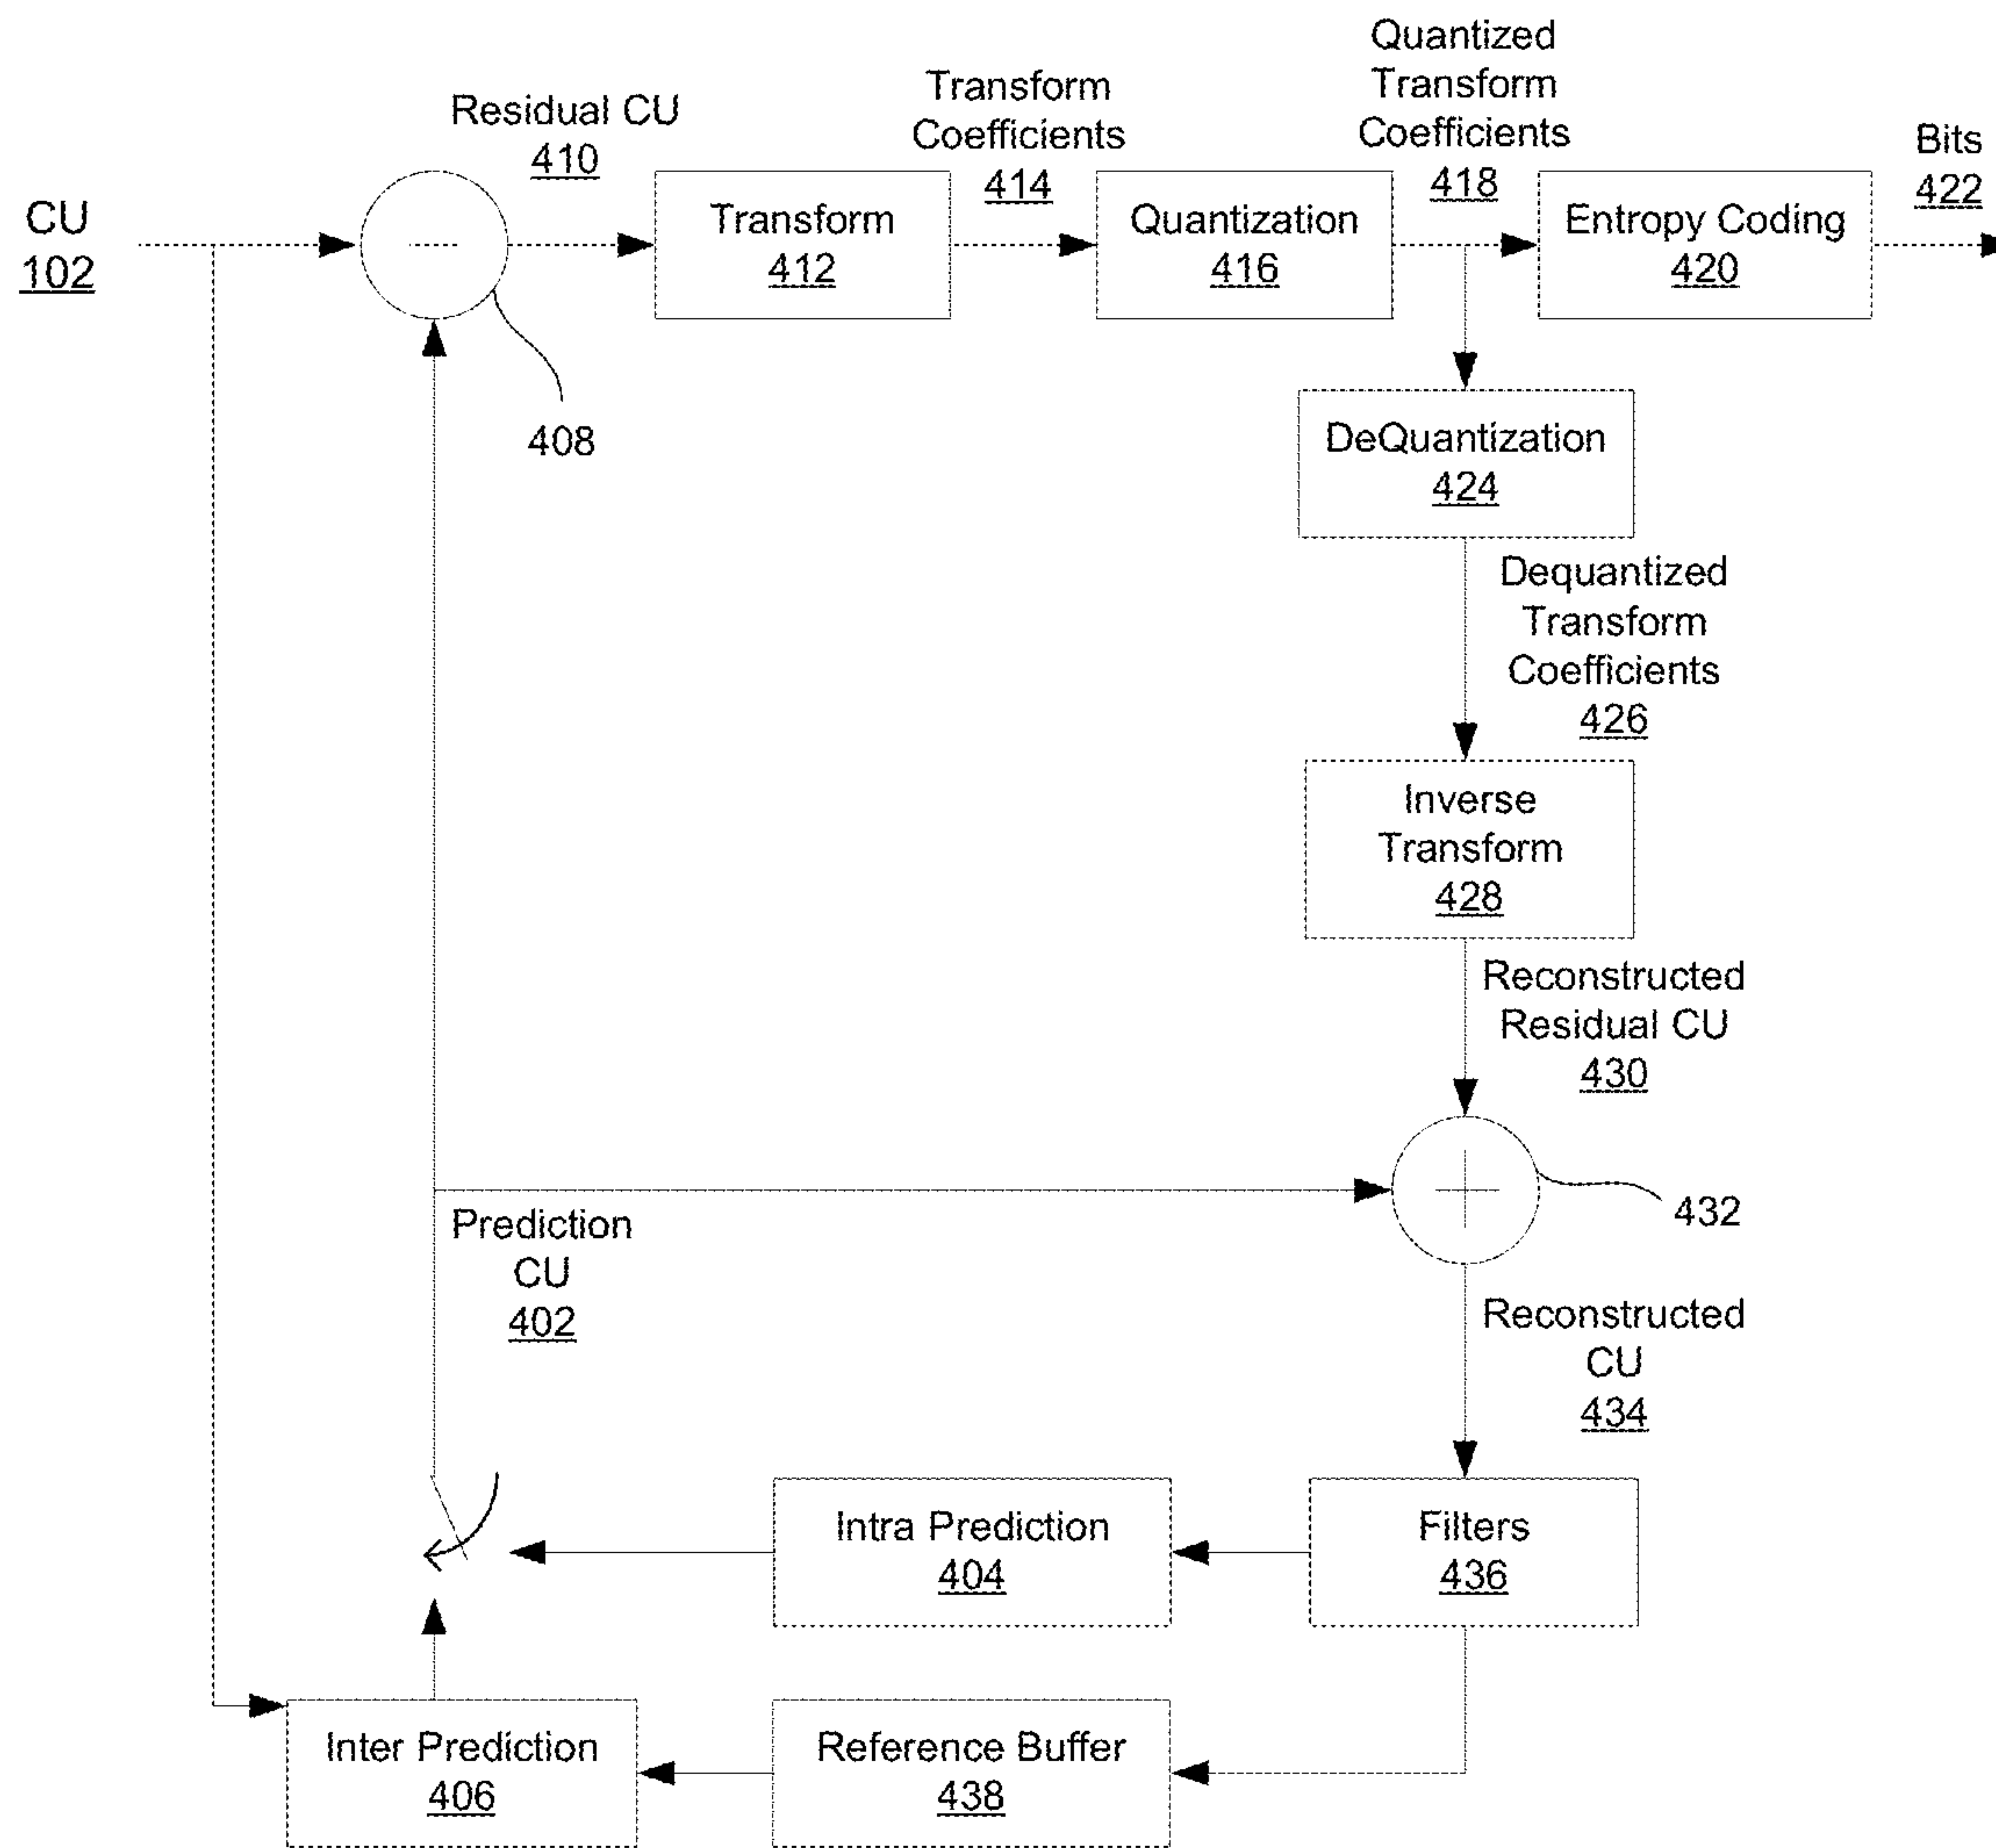 CU
102
Residual CU
410
408
Transform
412
Transform
Coefficients
414
Quantization
416
Quantized
Transform
Coefficients
418
Entropy Coding
420
Bits
422
DeQuantization
424
Dequantized
Transform
Coefficients
426
Inverse
Transform
428
Reconstructed
Residual CU
430
432
Prediction
CU
402
Reconstructed
CU
434
Intra Prediction
404
Filters
436
Inter Prediction
406
Reference Buffer
438